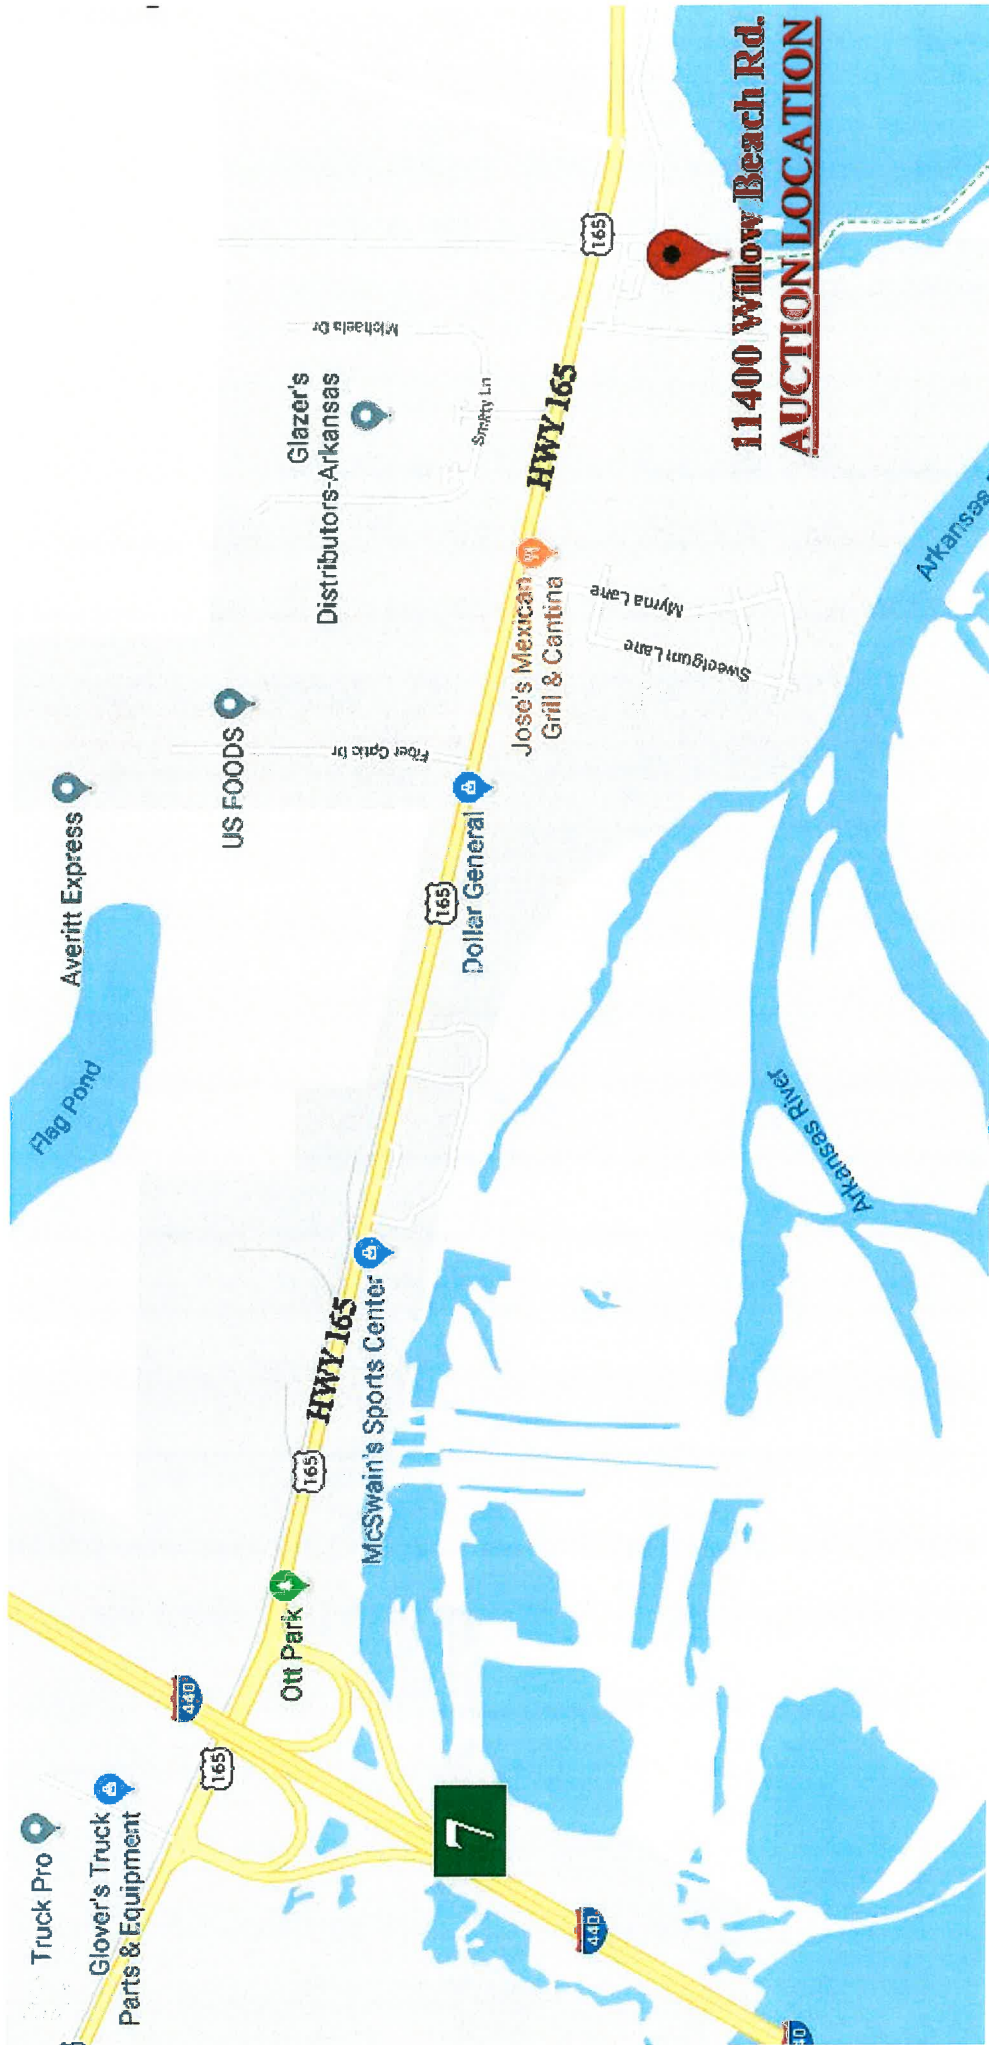 Truck Pro
Glover's Truck
Parts & Equipment
165
440
7
440
Ott Park
165
HWY 165
McSwain's Sports Center
Flag Pond
Averitt Express
US FOODS
Fiber Optic Dr
165
Dollar General
Jose's Mexican
Grill & Cantina
Sweetgum Lane
Myrna Lane
Glazer's
Distributors-Arkansas
Michaels Dr
Smitty Ln
HWY 165
165
11400 Willow Beach Rd.
AUCTION LOCATION
Arkansas River
Arkansas